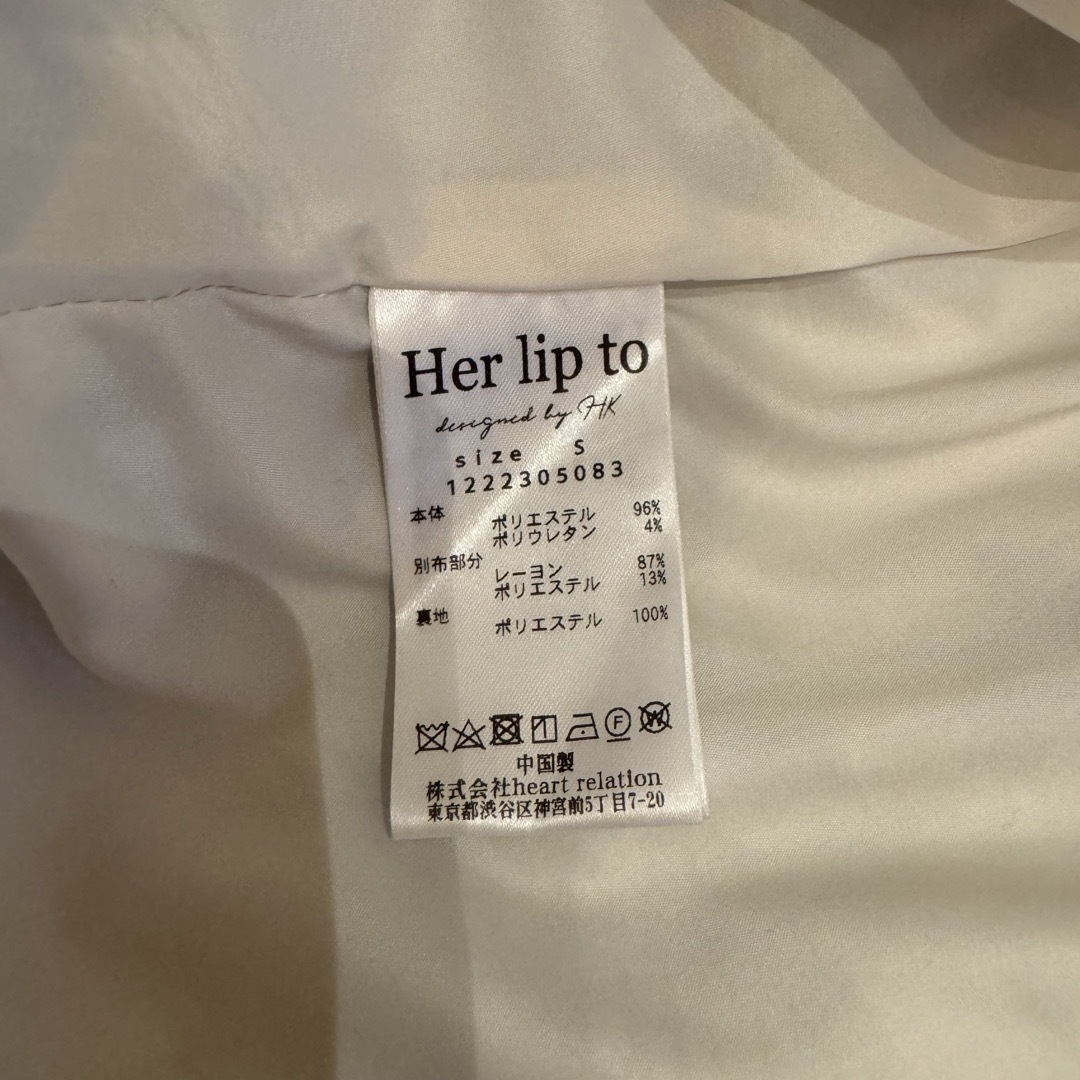 Her lip to
designed by HK
size S
1222305083
本体 ポリエステル 96%
ポリウレタン 4%
別布部分 レーヨン 87%
ポリエステル 13%
裏地 ポリエステル 100%
F W
中国製
株式会社heart relation
東京都渋谷区神宮前5丁目7-20